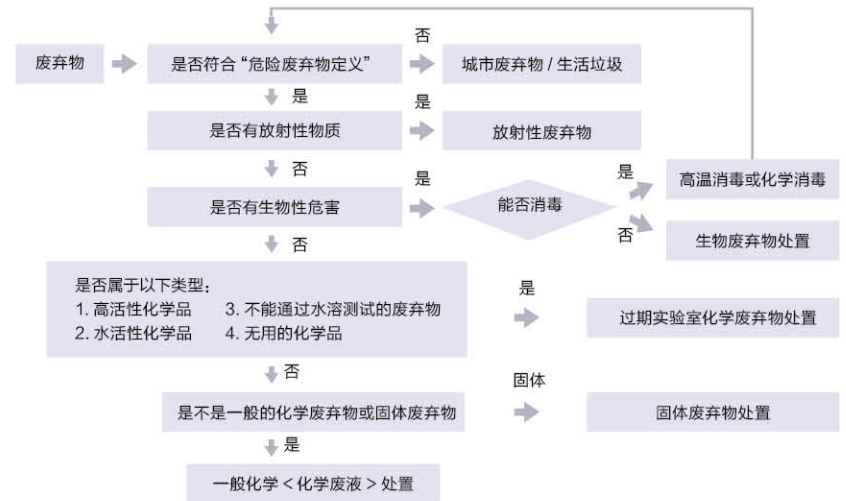 废弃物
是否符合“危险废弃物定义”
否
城市废弃物 / 生活垃圾
是
是否有放射性物质
是
放射性废弃物
否
是否有生物性危害
是
能否消毒
是
高温消毒或化学消毒
否
生物废弃物处置
否
是否属于以下类型：
1. 高活性化学品 3. 不能通过水溶测试的废弃物
2. 水活性化学品 4. 无用的化学品
是
过期实验室化学废弃物处置
否
是不是一般的化学废弃物或固体废弃物
固体
固体废弃物处置
是
一般化学 < 化学废液 > 处置